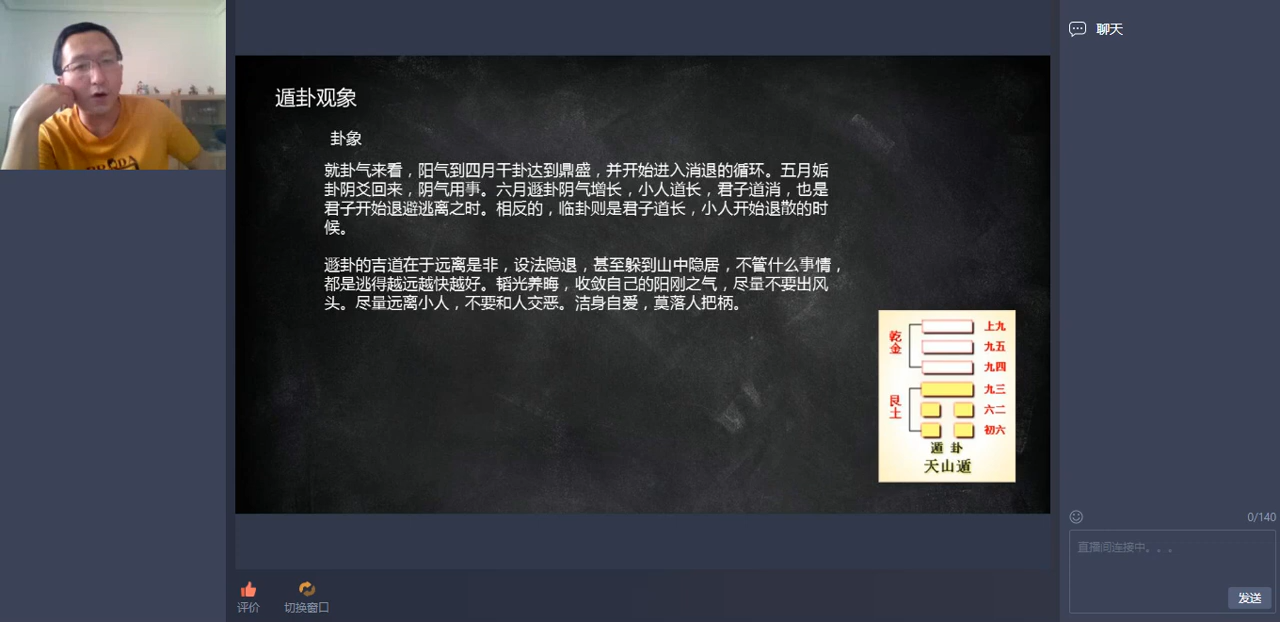 聊天
遁卦观象
卦象
就卦气来看，阳气到四月干卦达到鼎盛，并开始进入消退的循环。五月姤
卦阴爻回来，阴气用事。六月遯卦阴气增长，小人道长，君子道消，也是
君子开始退避逃离之时。相反的，临卦则是君子道长，小人开始退散的时
候。
遯卦的吉道在于远离是非，设法隐退，甚至躲到山中隐居，不管什么事情，
都是逃得越远越快越好。韬光养晦，收敛自己的阳刚之气，尽量不要出风
头。尽量远离小人，不要和人交恶。洁身自爱，莫落人把柄。
乾金
艮土
上九
九五
九四
九三
六二
初六
遁 卦
天山遁
0/140
直播间连接中。。。
发送
评价
切换窗口